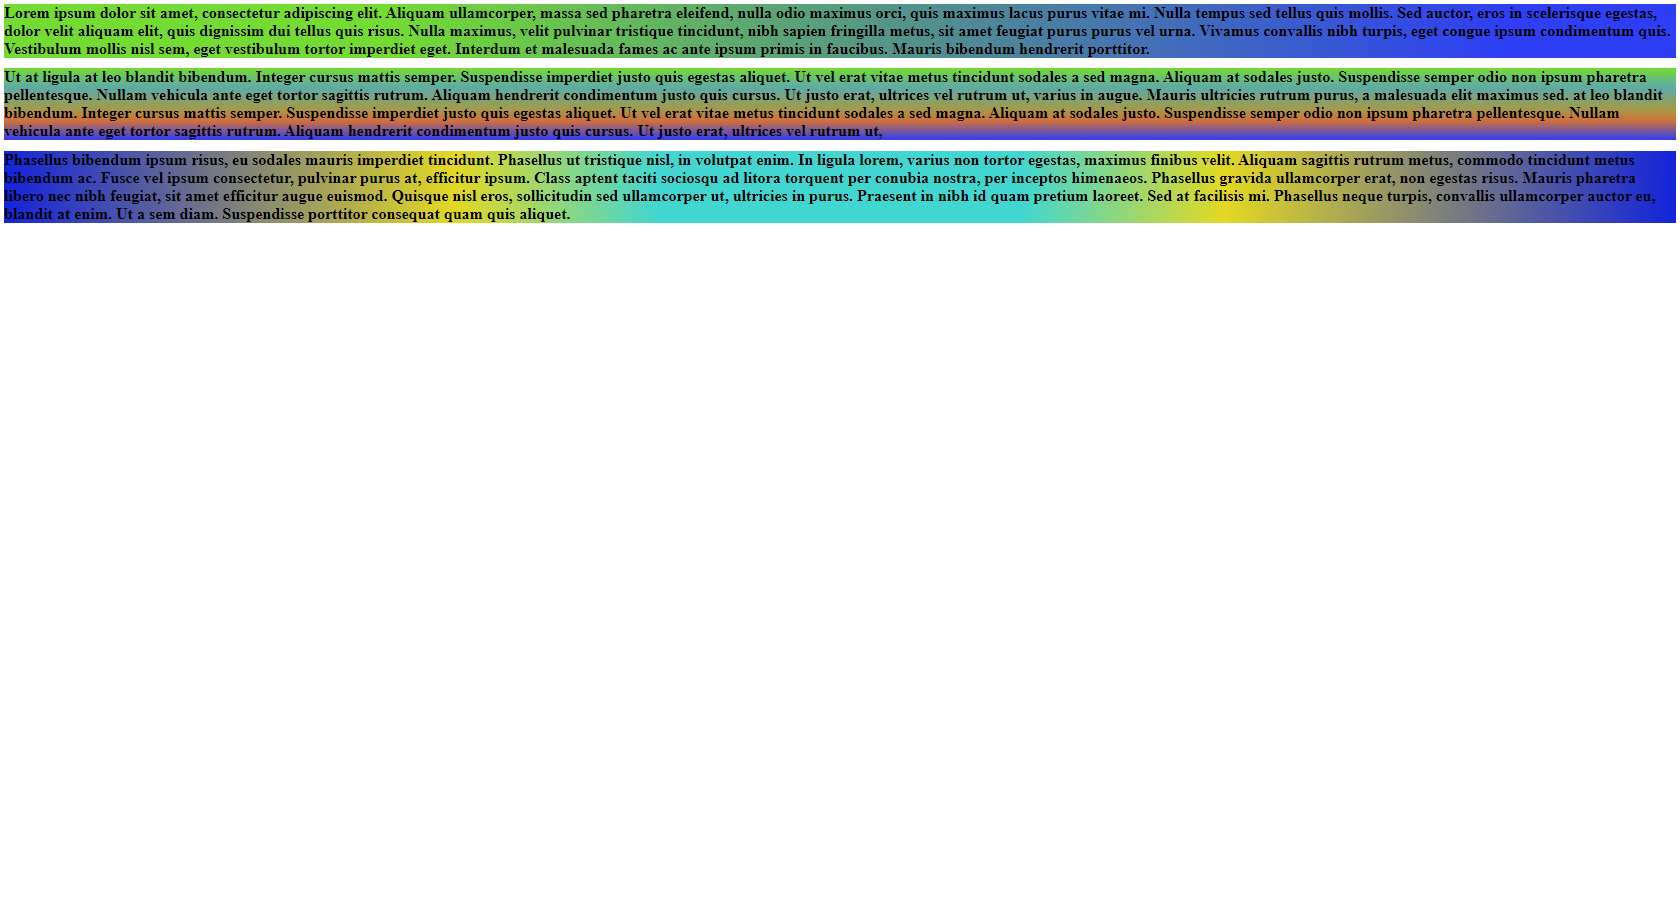 Lorem ipsum dolor sit amet, consectetur adipiscing elit. Aliquam ullamcorper, massa sed pharetra eleifend, nulla odio maximus orci, quis maximus lacus purus vitae mi. Nulla tempus sed tellus quis mollis. Sed auctor, eros in scelerisque egestas,
dolor velit aliquam elit, quis dignissim dui tellus quis risus. Nulla maximus, velit pulvinar tristique tincidunt, nibh sapien fringilla metus, sit amet feugiat purus purus vel urna. Vivamus convallis nibh turpis, eget congue ipsum condimentum quis.
Vestibulum mollis nisl sem, eget vestibulum tortor imperdiet eget. Interdum et malesuada fames ac ante ipsum primis in faucibus. Mauris bibendum hendrerit porttitor.
Ut at ligula at leo blandit bibendum. Integer cursus mattis semper. Suspendisse imperdiet justo quis egestas aliquet. Ut vel erat vitae metus tincidunt sodales a sed magna. Aliquam at sodales justo. Suspendisse semper odio non ipsum pharetra
pellentesque. Nullam vehicula ante eget tortor sagittis rutrum. Aliquam hendrerit condimentum justo quis cursus. Ut justo erat, ultrices vel rutrum ut, varius in augue. Mauris ultricies rutrum purus, a malesuada elit maximus sed. at leo blandit
bibendum. Integer cursus mattis semper. Suspendisse imperdiet justo quis egestas aliquet. Ut vel erat vitae metus tincidunt sodales a sed magna. Aliquam at sodales justo. Suspendisse semper odio non ipsum pharetra pellentesque. Nullam
vehicula ante eget tortor sagittis rutrum. Aliquam hendrerit condimentum justo quis cursus. Ut justo erat, ultrices vel rutrum ut,
Phasellus bibendum ipsum risus, eu sodales mauris imperdiet tincidunt. Phasellus ut tristique nisl, in volutpat enim. In ligula lorem, varius non tortor egestas, maximus finibus velit. Aliquam sagittis rutrum metus, commodo tincidunt metus
bibendum ac. Fusce vel ipsum consectetur, pulvinar purus at, efficitur ipsum. Class aptent taciti sociosqu ad litora torquent per conubia nostra, per inceptos himenaeos. Phasellus gravida ullamcorper erat, non egestas risus. Mauris pharetra
libero nec nibh feugiat, sit amet efficitur augue euismod. Quisque nisl eros, sollicitudin sed ullamcorper ut, ultricies in purus. Praesent in nibh id quam pretium laoreet. Sed at facilisis mi. Phasellus neque turpis, convallis ullamcorper auctor eu,
blandit at enim. Ut a sem diam. Suspendisse porttitor consequat quam quis aliquet.